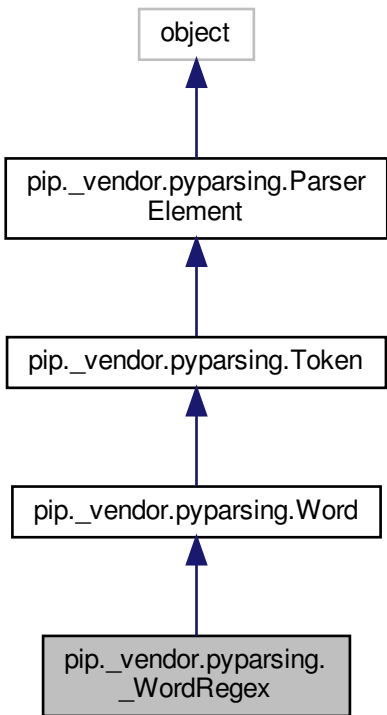 object
pip._vendor.pyparsing.Parser
Element
pip._vendor.pyparsing.Token
pip._vendor.pyparsing.Word
pip._vendor.pyparsing.
_WordRegex